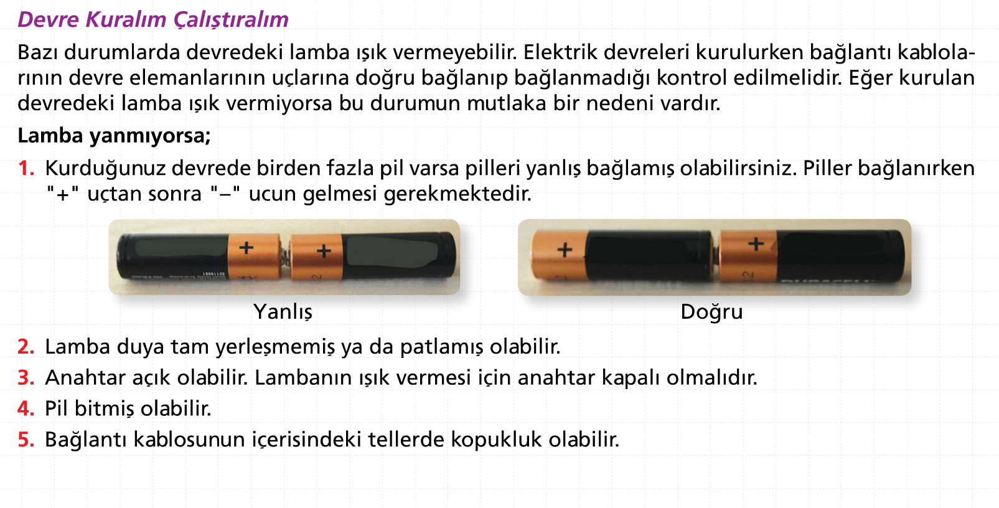 Devre Kuralım Çalıştıralım
Bazı durumlarda devredeki lamba ışık vermeyebilir. Elektrik devreleri kurulurken bağlantı kablola-
rının devre elemanlarının uçlarına doğru bağlanıp bağlanmadığı kontrol edilmelidir. Eğer kurulan
devredeki lamba ışık vermiyorsa bu durumun mutlaka bir nedeni vardır.
Lamba yanmıyorsa;
1. Kurduğunuz devrede birden fazla pil varsa pilleri yanlış bağlamış olabilirsiniz. Piller bağlanırken
"+" uçtan sonra "–" ucun gelmesi gerekmektedir.
+ +
+ +
Yanlış
Doğru
2. Lamba duya tam yerleşmemiş ya da patlamış olabilir.
3. Anahtar açık olabilir. Lambanın ışık vermesi için anahtar kapalı olmalıdır.
4. Pil bitmiş olabilir.
5. Bağlantı kablosunun içerisindeki tellerde kopukluk olabilir.